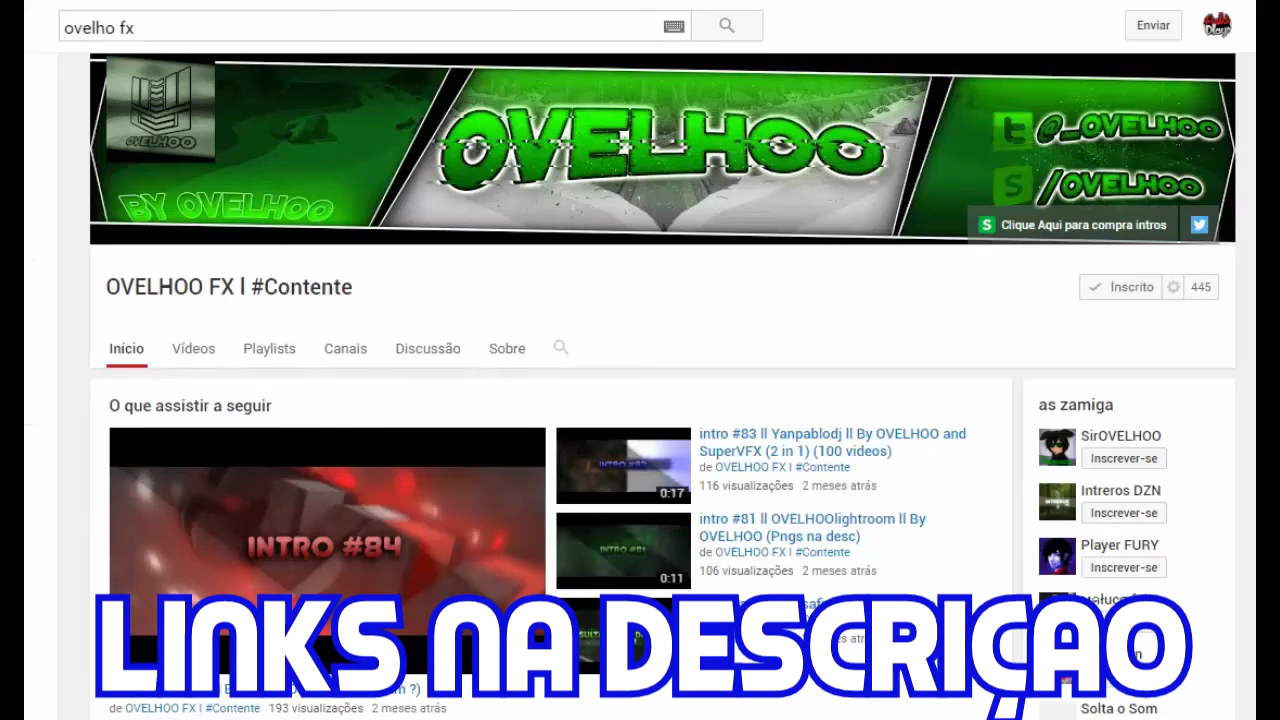 ovelho fx
Enviar
OVELHOO
BY OVELHOO
OVELHOO
@_OVELHOO
/OVELHOO
Clique Aqui para compra intros
OVELHOO FX l #Contente
Inscrito
445
Início Vídeos Playlists Canais Discussão Sobre
O que assistir a seguir
INTRO #84
0:17
intro #83 ll Yanpablodj ll By OVELHOO and
SuperVFX (2 in 1) (100 videos)
de OVELHOO FX l #Contente
116 visualizações 2 meses atrás
INTRO #81
0:11
intro #81 ll OVELHOOlightroom ll By
OVELHOO (Pngs na desc)
de OVELHOO FX l #Contente
106 visualizações 2 meses atrás
as zamiga
SirOVELHOO
Inscrever-se
Intreros DZN
Inscrever-se
Player FURY
Inscrever-se
LINKS NA DESCRIÇAO
de OVELHOO FX l #Contente 193 visualizações 2 meses atrás
Solta o Som